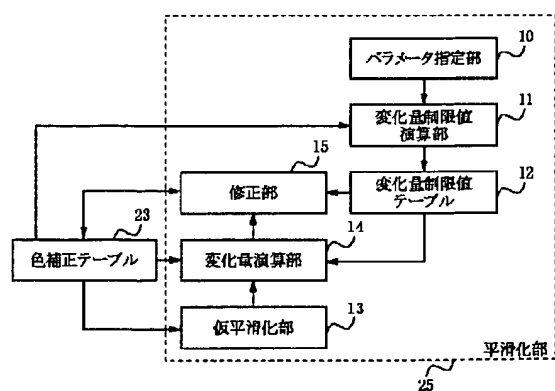 10
パラメータ指定部
11
変化量制限値
演算部
15
12
修正部
変化量制限値
テーブル
23
14
色補正テーブル
変化量演算部
13
仮平滑化部
平滑化部
25